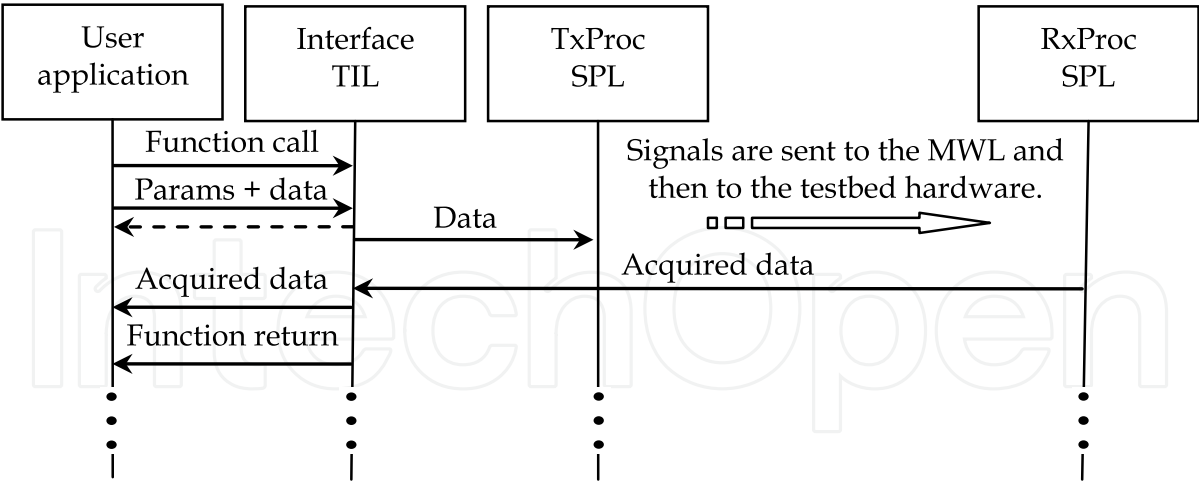 User
application
Interface
TIL
TxProc
SPL
RxProc
SPL
Function call
Params + data
Data
Signals are sent to the MWL and
then to the testbed hardware.
Acquired data
Acquired data
Function return
IntechOpen